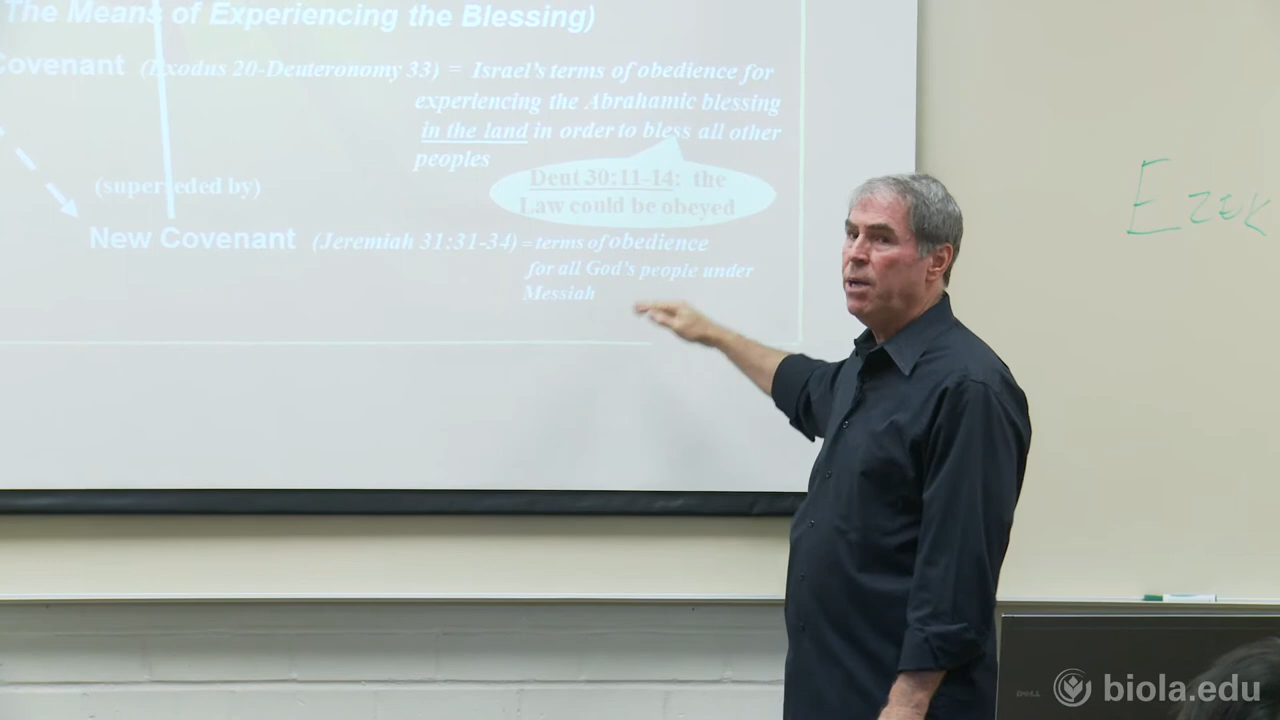 The Means of Experiencing the Blessing)
Covenant (Exodus 20-Deuteronomy 33) = Israel's terms of obedience for
experiencing the Abrahamic blessing
in the land in order to bless all other
peoples
(superseded by)
Deut 30:11-14: the
Law could be obeyed
New Covenant (Jeremiah 31:31-34) = terms of obedience
for all God's people under
Messiah
EZEK
DELL
biola.edu